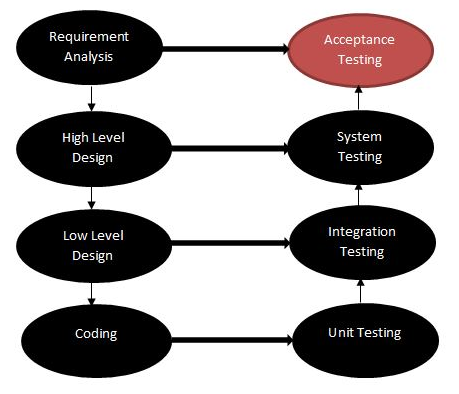 Requirement
Analysis
Acceptance
Testing
High Level
Design
System
Testing
Low Level
Design
Integration
Testing
Coding
Unit Testing